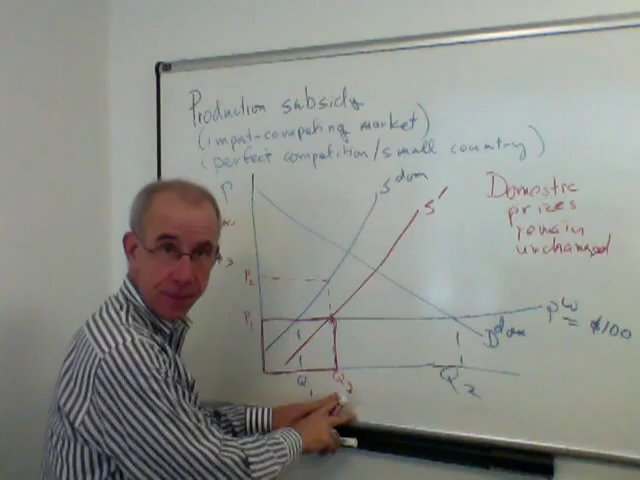 Production subsidy
(import-competing market)
(perfect competition/small country)
P
S dom
S'
Domestic
prices
remain
unchanged
P2
P1
P W
= $100
D dom
Q1
Q2